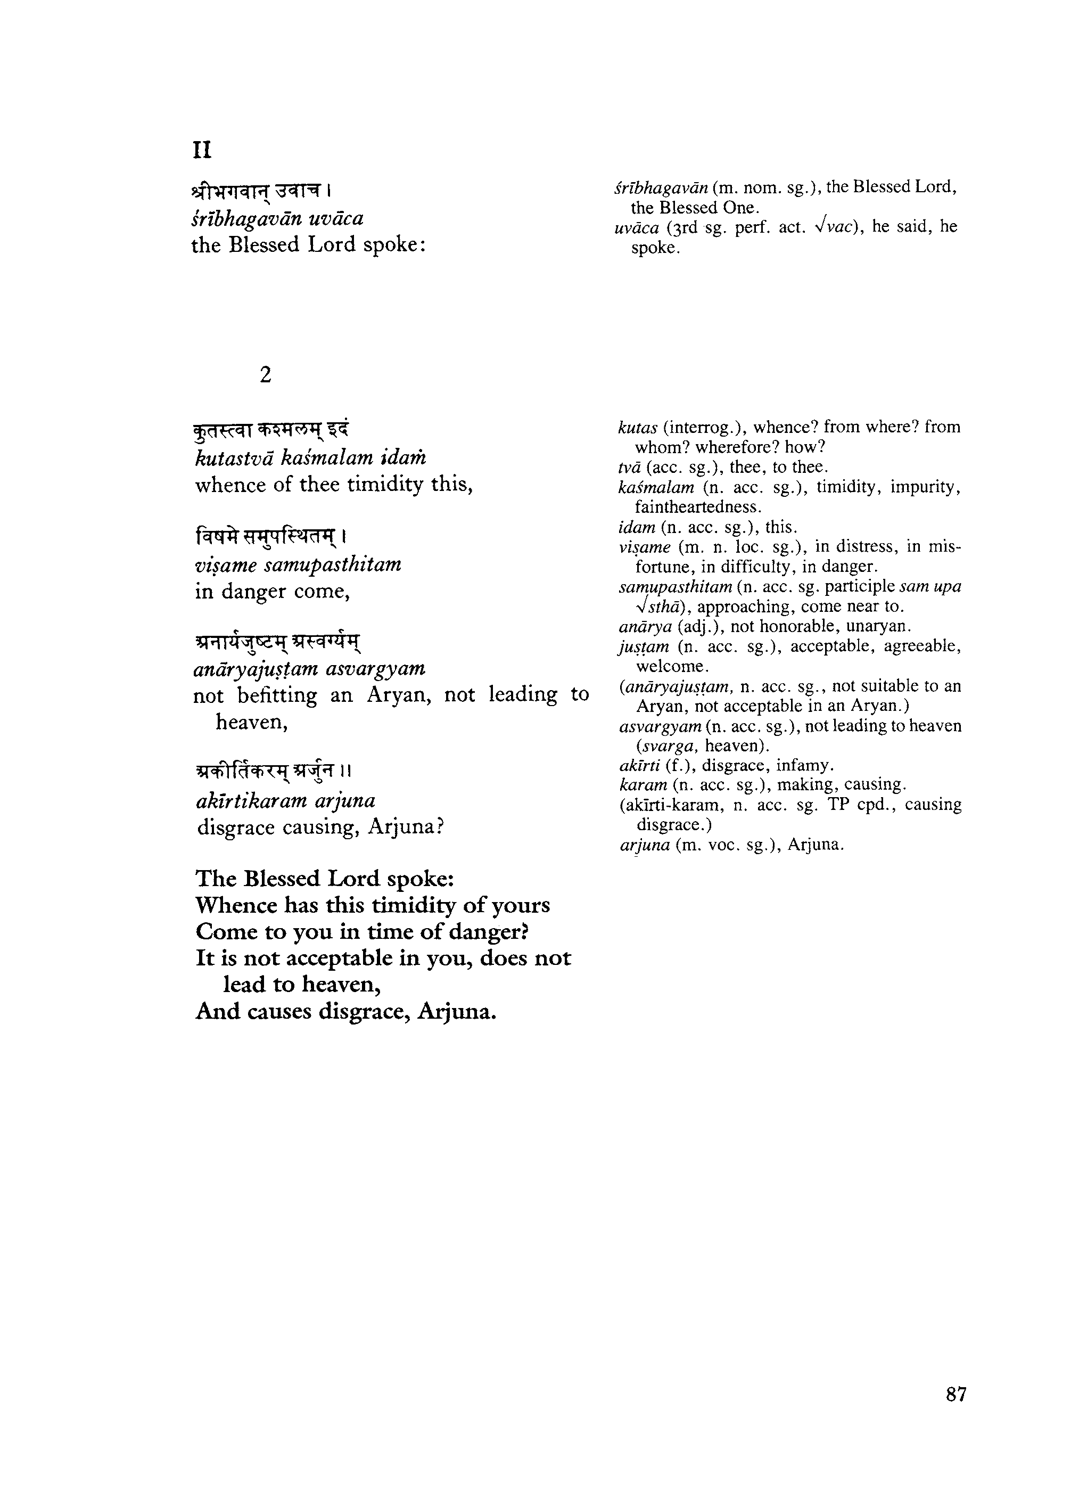 II
श्रीभगवान् उवाच ।
śrībhagavān uvāca
the Blessed Lord spoke:
śrībhagavān (m. nom. sg.), the Blessed Lord,
the Blessed One.
uvāca (3rd sg. perf. act. √vac), he said, he
spoke.
2
कुतस्त्वा कश्मलम् इदं
kutastvā kaśmalam idaṁ
whence of thee timidity this,
विषमे समुपस्थितम् ।
viṣame samupasthitam
in danger come,
अनार्यजुष्टम् अस्वर्ग्यम्
anāryajuṣṭam asvargyam
not befitting an Aryan, not leading to
heaven,
अकीर्तिकरम् अर्जुन ॥
akīrtikaram arjuna
disgrace causing, Arjuna?
The Blessed Lord spoke:
Whence has this timidity of yours
Come to you in time of danger?
It is not acceptable in you, does not
lead to heaven,
And causes disgrace, Arjuna.
kutas (interrog.), whence? from where? from
whom? wherefore? how?
tvā (acc. sg.), thee, to thee.
kaśmalam (n. acc. sg.), timidity, impurity,
faintheartedness.
idam (n. acc. sg.), this.
viṣame (m. n. loc. sg.), in distress, in mis-
fortune, in difficulty, in danger.
samupasthitam (n. acc. sg. participle sam upa
√sthā), approaching, come near to.
anārya (adj.), not honorable, unaryan.
juṣṭam (n. acc. sg.), acceptable, agreeable,
welcome.
(anāryajuṣṭam, n. acc. sg., not suitable to an
Aryan, not acceptable in an Aryan.)
asvargyam (n. acc. sg.), not leading to heaven
(svarga, heaven).
akīrti (f.), disgrace, infamy.
karam (n. acc. sg.), making, causing.
(akīrti-karam, n. acc. sg. TP cpd., causing
disgrace.)
arjuna (m. voc. sg.), Arjuna.
87